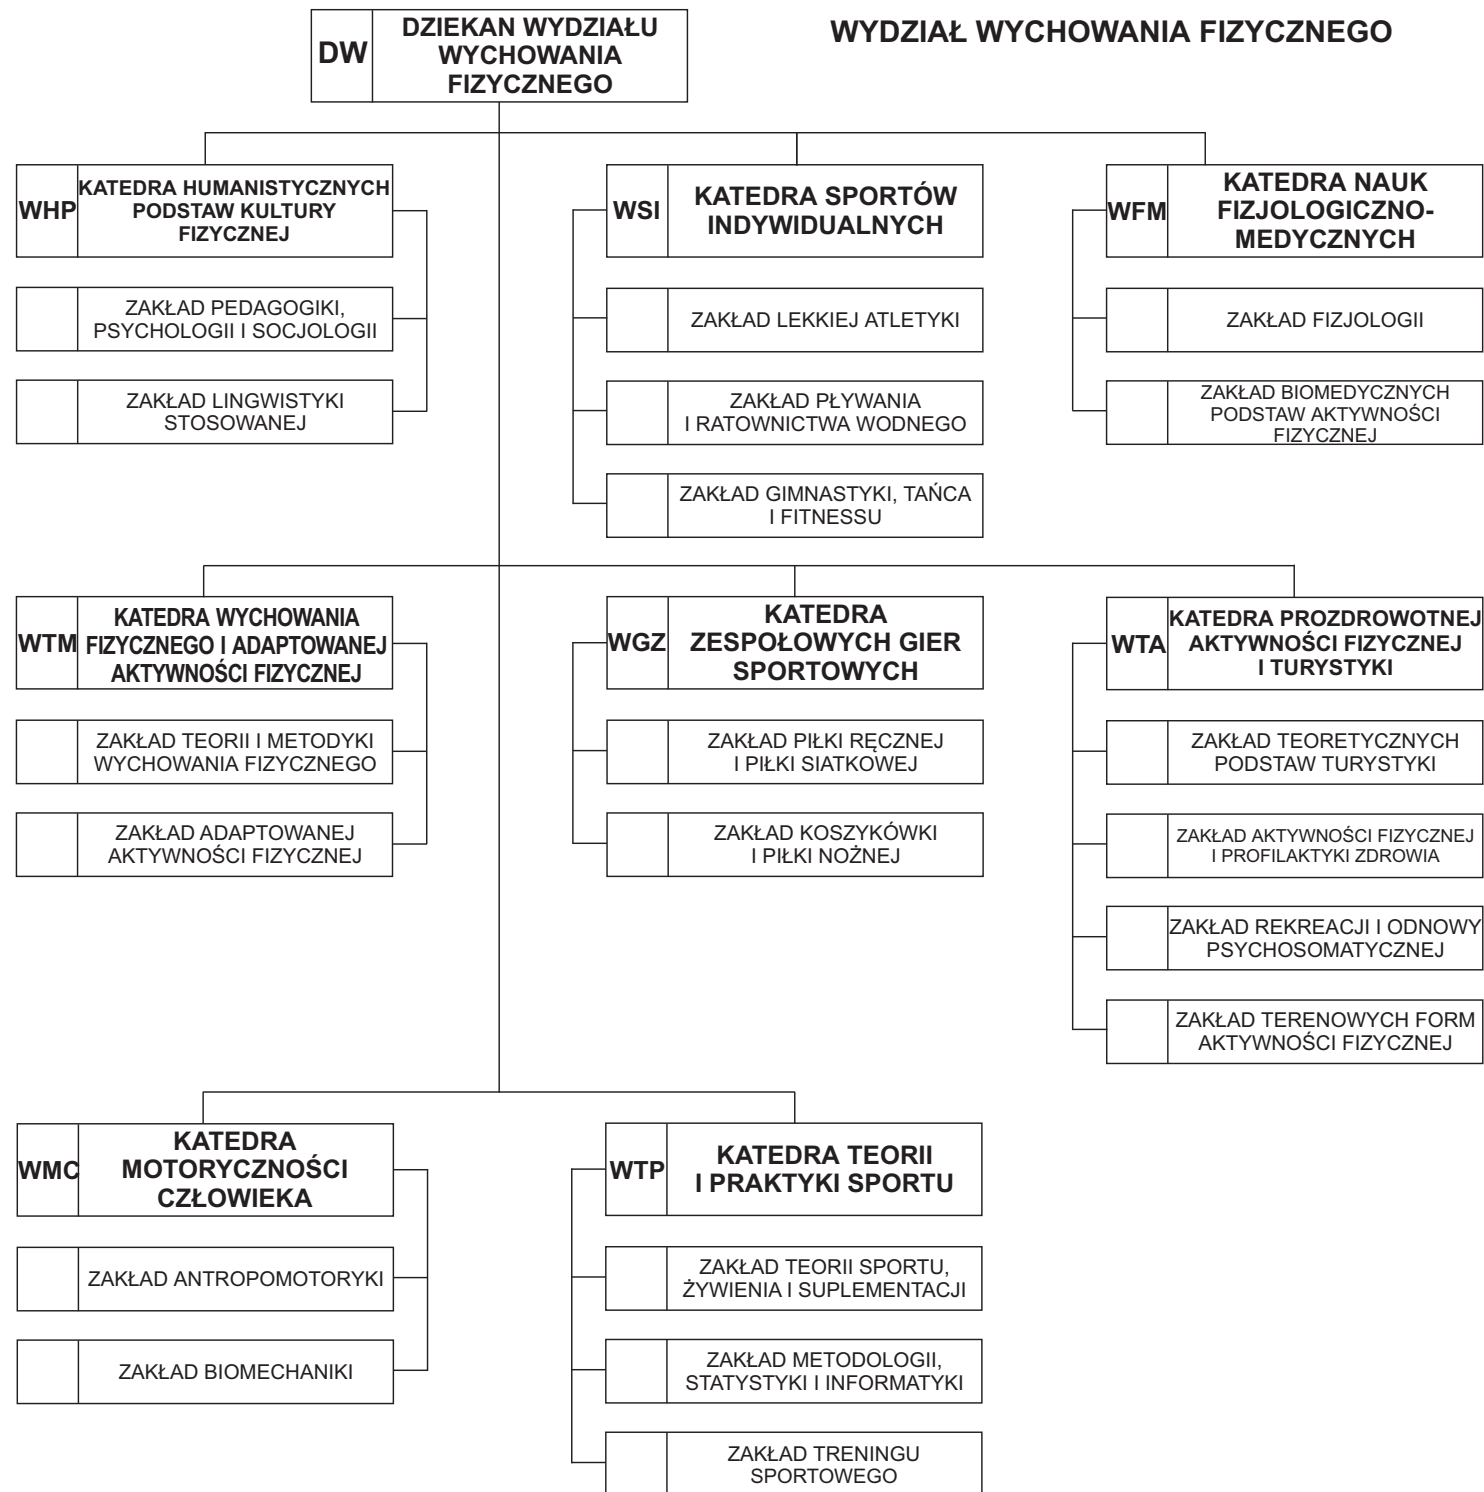 WYDZIAŁ WYCHOWANIA FIZYCZNEGO
DW
DZIEKAN WYDZIAŁU
WYCHOWANIA
FIZYCZNEGO
WHP
KATEDRA HUMANISTYCZNYCH
PODSTAW KULTURY
FIZYCZNEJ
ZAKŁAD PEDAGOGIKI,
PSYCHOLOGII I SOCJOLOGII
ZAKŁAD LINGWISTYKI
STOSOWANEJ
WSI
KATEDRA SPORTÓW
INDYWIDUALNYCH
ZAKŁAD LEKKIEJ ATLETYKI
ZAKŁAD PŁYWANIA
I RATOWNICTWA WODNEGO
ZAKŁAD GIMNASTYKI, TAŃCA
I FITNESSU
WFM
KATEDRA NAUK
FIZJOLOGICZNO-
MEDYCZNYCH
ZAKŁAD FIZJOLOGII
ZAKŁAD BIOMEDYCZNYCH
PODSTAW AKTYWNOŚCI
FIZYCZNEJ
WTM
KATEDRA WYCHOWANIA
FIZYCZNEGO I ADAPTOWANEJ
AKTYWNOŚCI FIZYCZNEJ
ZAKŁAD TEORII I METODYKI
WYCHOWANIA FIZYCZNEGO
ZAKŁAD ADAPTOWANEJ
AKTYWNOŚCI FIZYCZNEJ
WGZ
KATEDRA
ZESPOŁOWYCH GIER
SPORTOWYCH
ZAKŁAD PIŁKI RĘCZNEJ
I PIŁKI SIATKOWEJ
ZAKŁAD KOSZYKÓWKI
I PIŁKI NOŻNEJ
WTA
KATEDRA PROZDROWOTNEJ
AKTYWNOŚCI FIZYCZNEJ
I TURYSTYKI
ZAKŁAD TEORETYCZNYCH
PODSTAW TURYSTYKI
ZAKŁAD AKTYWNOŚCI FIZYCZNEJ
I PROFILAKTYKI ZDROWIA
ZAKŁAD REKREACJI I ODNOWY
PSYCHOSOMATYCZNEJ
ZAKŁAD TERENOWYCH FORM
AKTYWNOŚCI FIZYCZNEJ
WMC
KATEDRA
MOTORYCZNOŚCI
CZŁOWIEKA
ZAKŁAD ANTROPOMOTORYKI
ZAKŁAD BIOMECHANIKI
WTP
KATEDRA TEORII
I PRAKTYKI SPORTU
ZAKŁAD TEORII SPORTU,
ŻYWIENIA I SUPLEMENTACJI
ZAKŁAD METODOLOGII,
STATYSTYKI I INFORMATYKI
ZAKŁAD TRENINGU
SPORTOWEGO